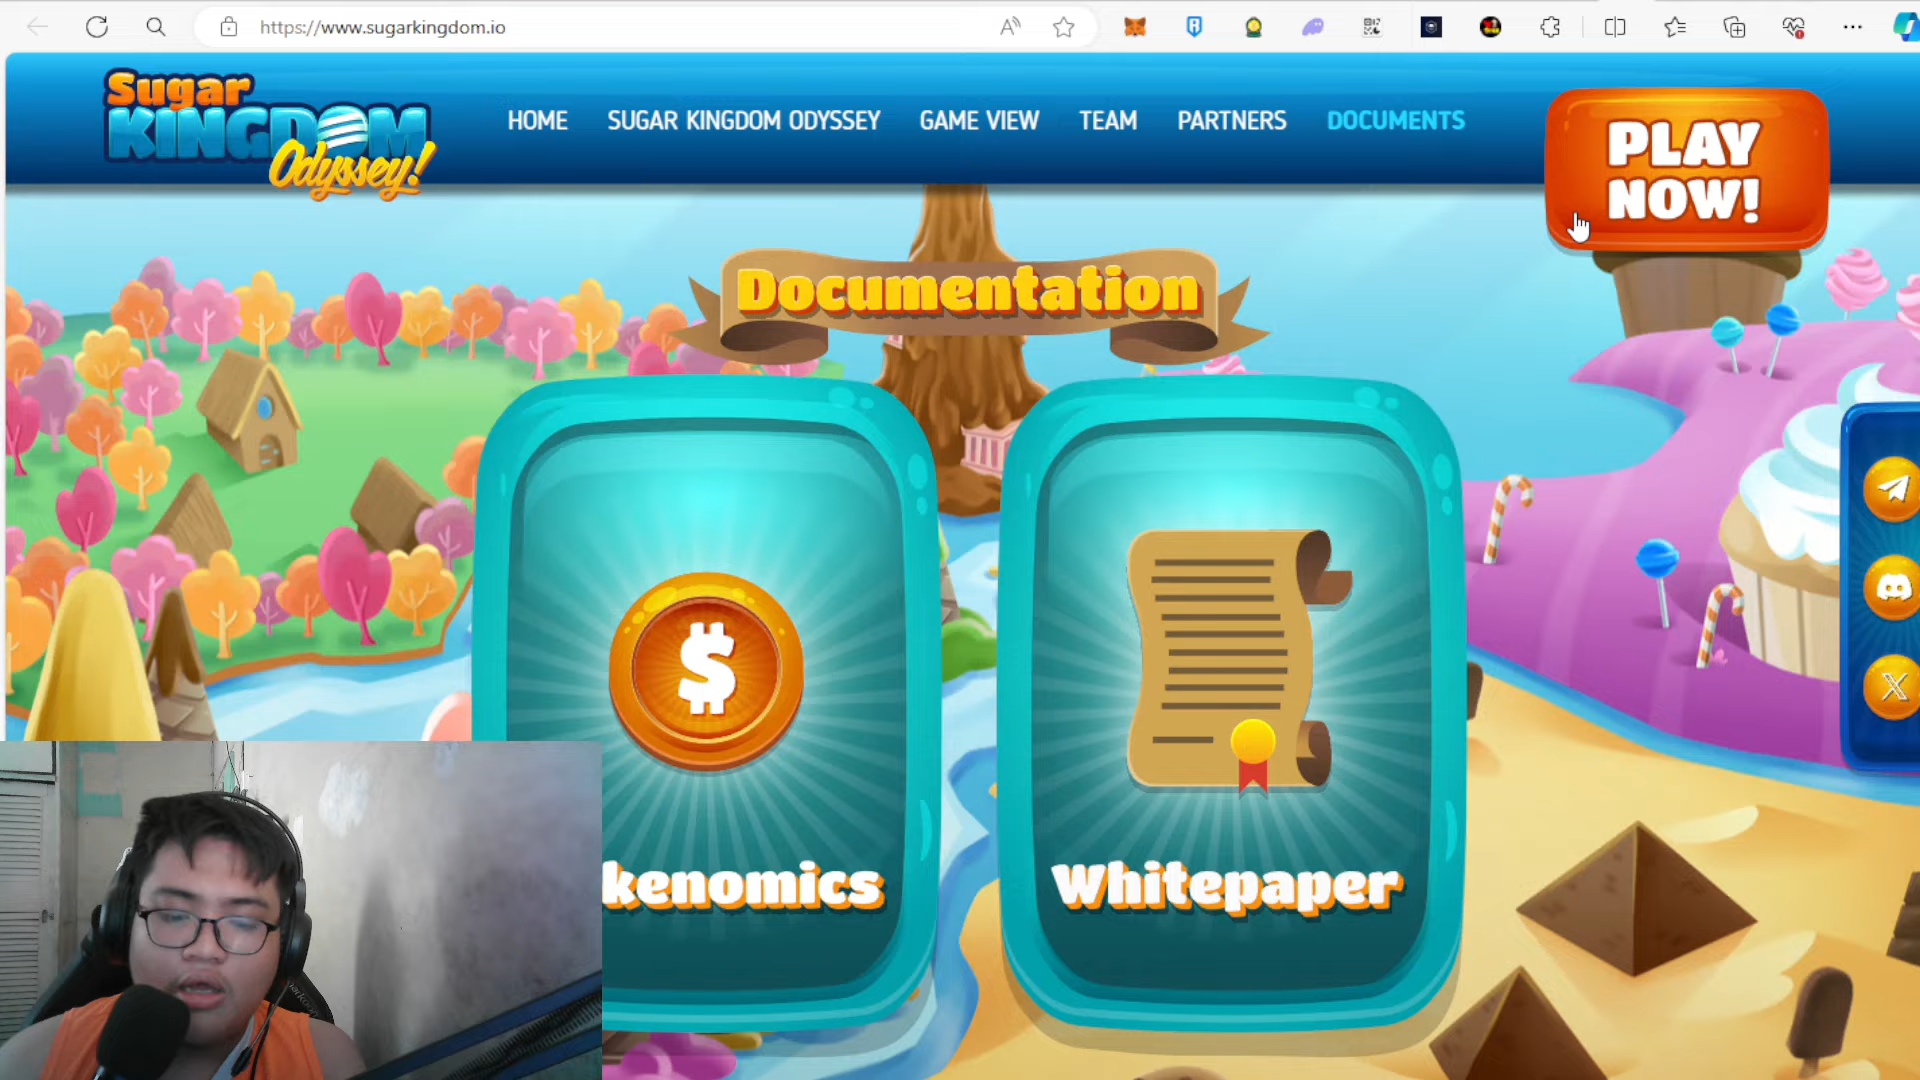 https://www.sugarkingdom.io
Sugar
KINGDOM
Odyssey!
HOME
SUGAR KINGDOM ODYSSEY
GAME VIEW
TEAM
PARTNERS
DOCUMENTS
PLAY
NOW!
Documentation
kenomics
Whitepaper